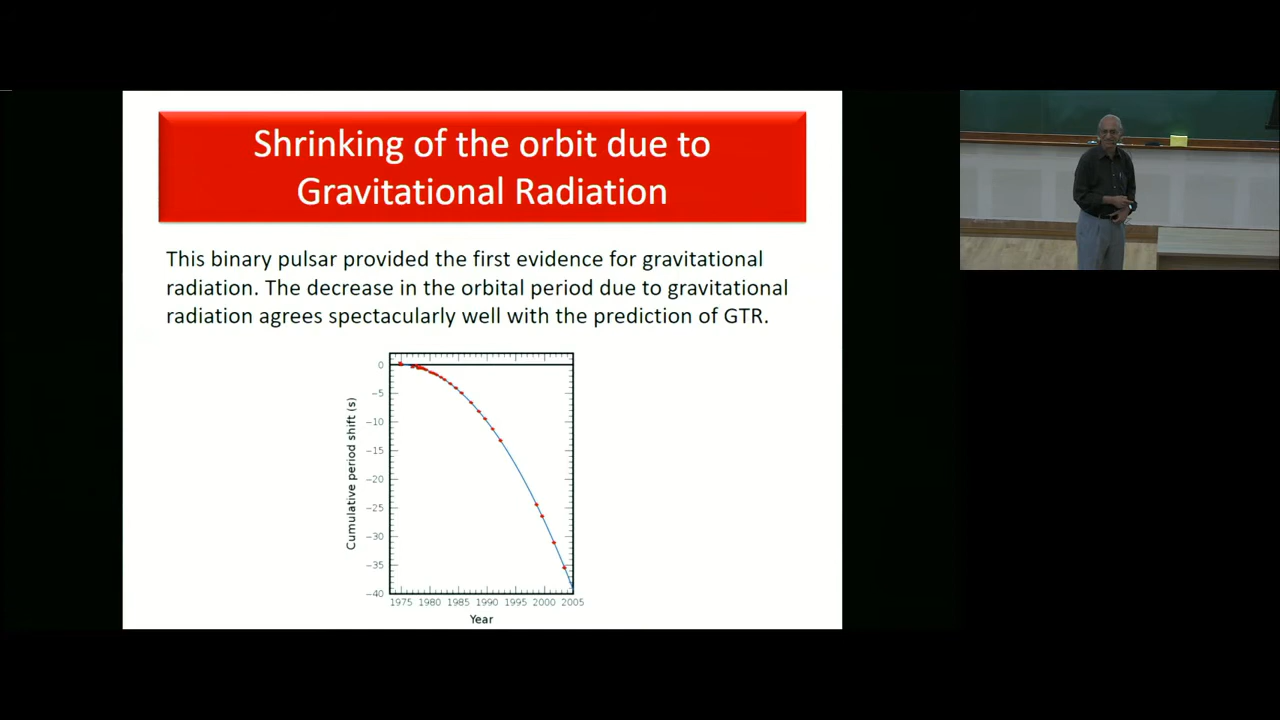 Shrinking of the orbit due to
Gravitational Radiation
This binary pulsar provided the first evidence for gravitational
radiation. The decrease in the orbital period due to gravitational
radiation agrees spectacularly well with the prediction of GTR.
Cumulative period shift (s)
0
−5
−10
−15
−20
−25
−30
−35
−40
1975 1980 1985 1990 1995 2000 2005
Year